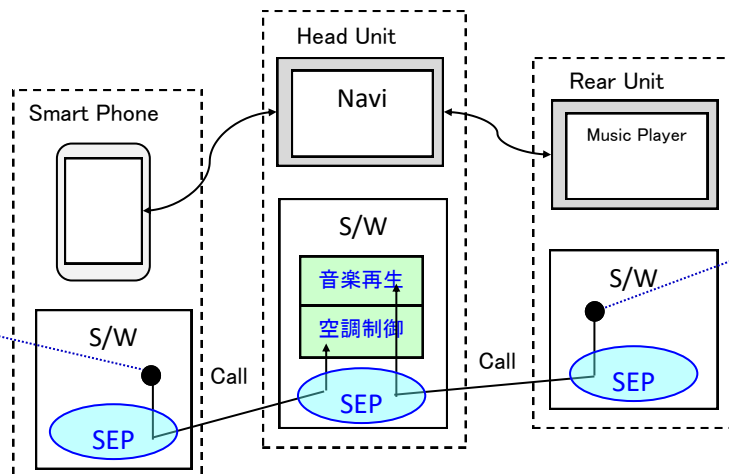 Head Unit
Navi
S/W
音楽再生
空調制御
SEP
Smart Phone
S/W
SEP
Call
Rear Unit
Music Player
S/W
SEP
Call